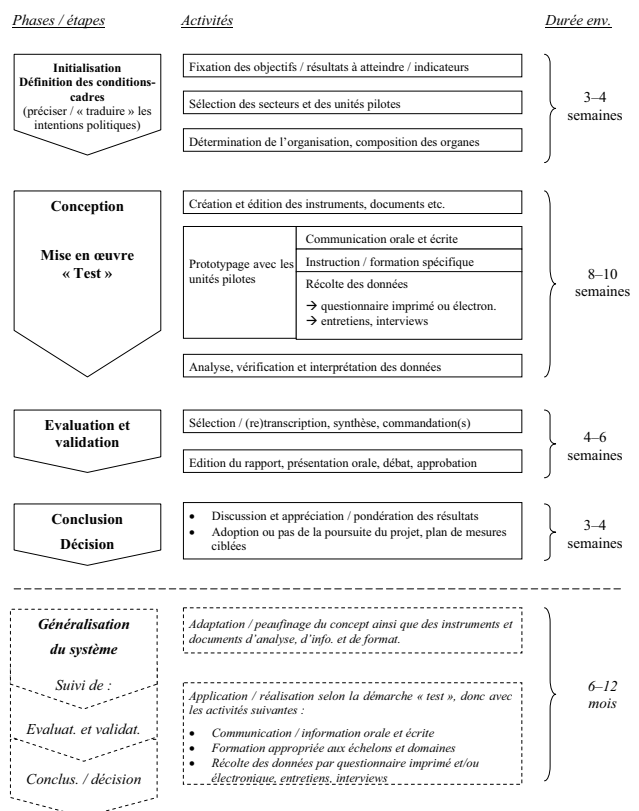 Phases / étapes
Activités
Durée env.
Initialisation
Définition des conditions-
cadres
(préciser / « traduire » les
intentions politiques)
Fixation des objectifs / résultats à atteindre / indicateurs
Sélection des secteurs et des unités pilotes
Détermination de l'organisation, composition des organes
3–4
semaines
Conception
Mise en œuvre
« Test »
Création et édition des instruments, documents etc.
Prototypage avec les
unités pilotes
Communication orale et écrite
Instruction / formation spécifique
Récolte des données
→ questionnaire imprimé ou électron.
→ entretiens, interviews
Analyse, vérification et interprétation des données
8–10
semaines
Evaluation et
validation
Sélection / (re)transcription, synthèse, commandation(s)
Edition du rapport, présentation orale, débat, approbation
4–6
semaines
Conclusion
Décision
• Discussion et appréciation / pondération des résultats
• Adoption ou pas de la poursuite du projet, plan de mesures
ciblées
3–4
semaines
Généralisation
du système
Suivi de :
Evaluat. et validat.
Conclus. / décision
Adaptation / peaufinage du concept ainsi que des instruments et
documents d'analyse, d'info. et de format.
Application / réalisation selon la démarche « test », donc avec
les activités suivantes :
• Communication / information orale et écrite
• Formation appropriée aux échelons et domaines
• Récolte des données par questionnaire imprimé et/ou
électronique, entretiens, interviews
6–12
mois